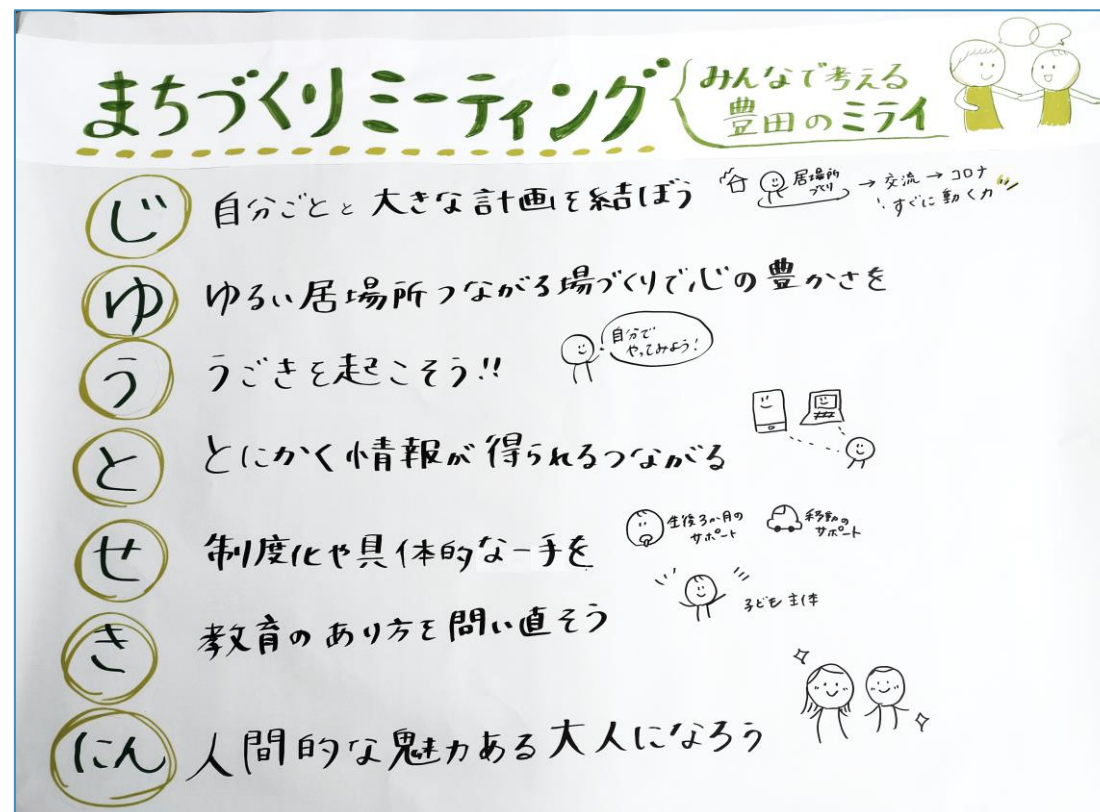 まちづくりミーティング
みんなで考える
豊田のミライ
じ 自分ごとと大きな計画を結ぼう
居場所
づくり
→交流→コロナ
すぐに動く力
ゆ ゆるい居場所つながる場づくりで心の豊かさを
う うごきを起こそう!!
自分で
やってみよう!
と とにかく情報が得られるつながる
せ 制度化や具体的な一手を
生後3か月の
サポート
移動の
サポート
き 教育のあり方を問い直そう
子ども主体
にん 人間的な魅力ある大人になろう